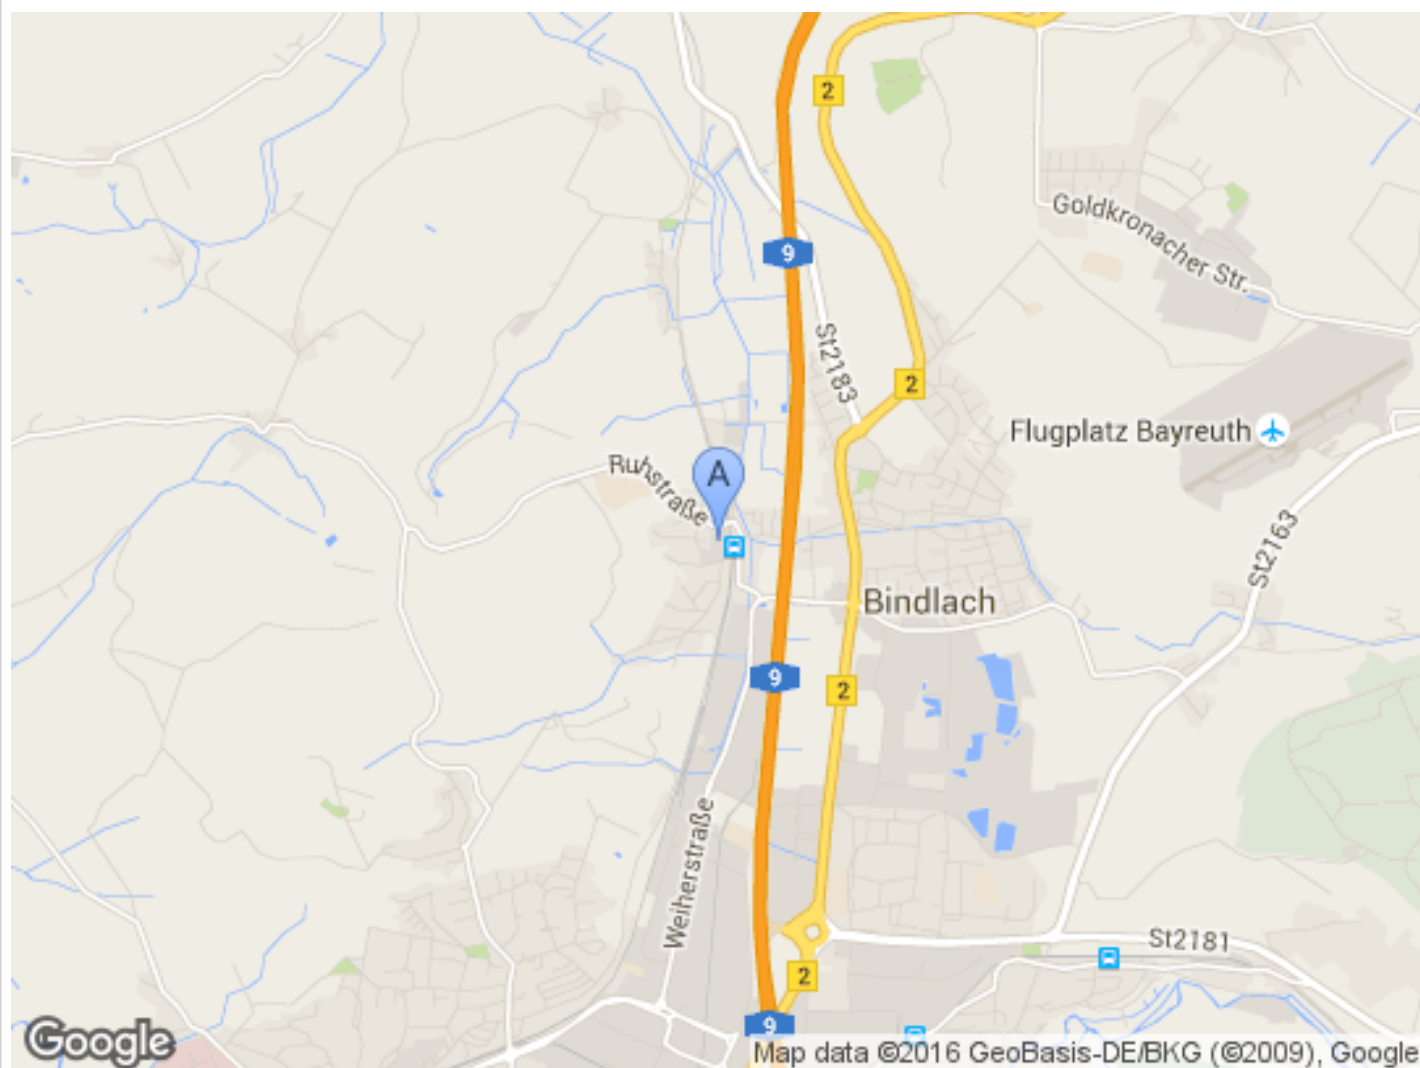 2
Goldkronacher Str.
9
St2183
2
Flugplatz Bayreuth
Ruhstraße
A
St2163
Bindlach
9
2
Weiherstraße
St2181
2
9
Google
Map data ©2016 GeoBasis-DE/BKG (©2009), Google